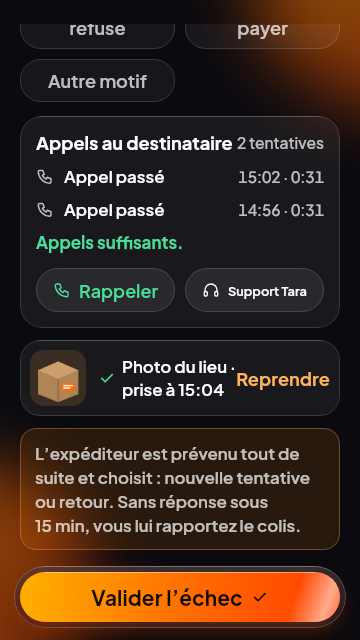 refuse
payer
Autre motif
Appels au destinataire 2 tentatives
Appel passé 15:02 · 0:31
Appel passé 14:56 · 0:31
Appels suffisants.
Rappeler
Support Tara
Photo du lieu ·
prise à 15:04
Reprendre
L’expéditeur est prévenu tout de
suite et choisit : nouvelle tentative
ou retour. Sans réponse sous
15 min, vous lui rapportez le colis.
Valider l’échec